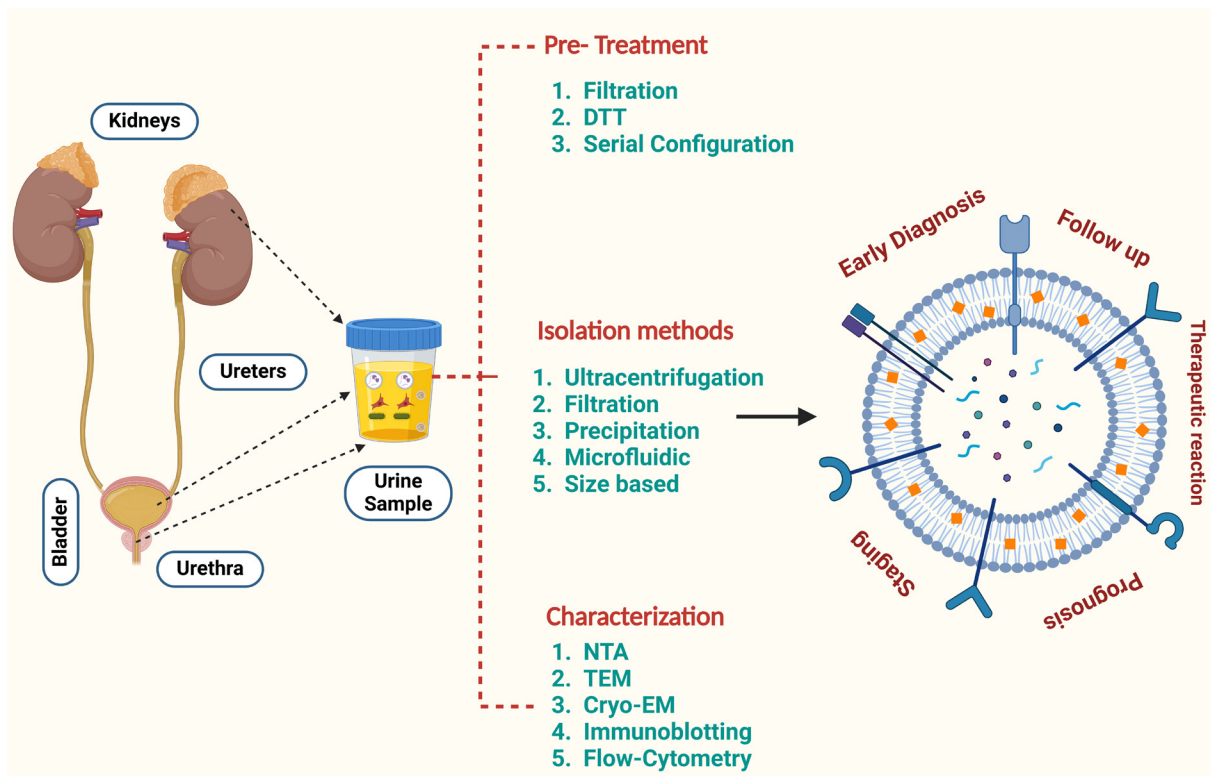 Kidneys
Ureters
Bladder
Urethra
Urine
Sample
Pre- Treatment
1. Filtration
2. DTT
3. Serial Configuration
Isolation methods
1. Ultracentrifugation
2. Filtration
3. Precipitation
4. Microfluidic
5. Size based
Characterization
1. NTA
2. TEM
3. Cryo-EM
4. Immunoblotting
5. Flow-Cytometry
Early Diagnosis
Follow up
Therapeutic reaction
Prognosis
Staging